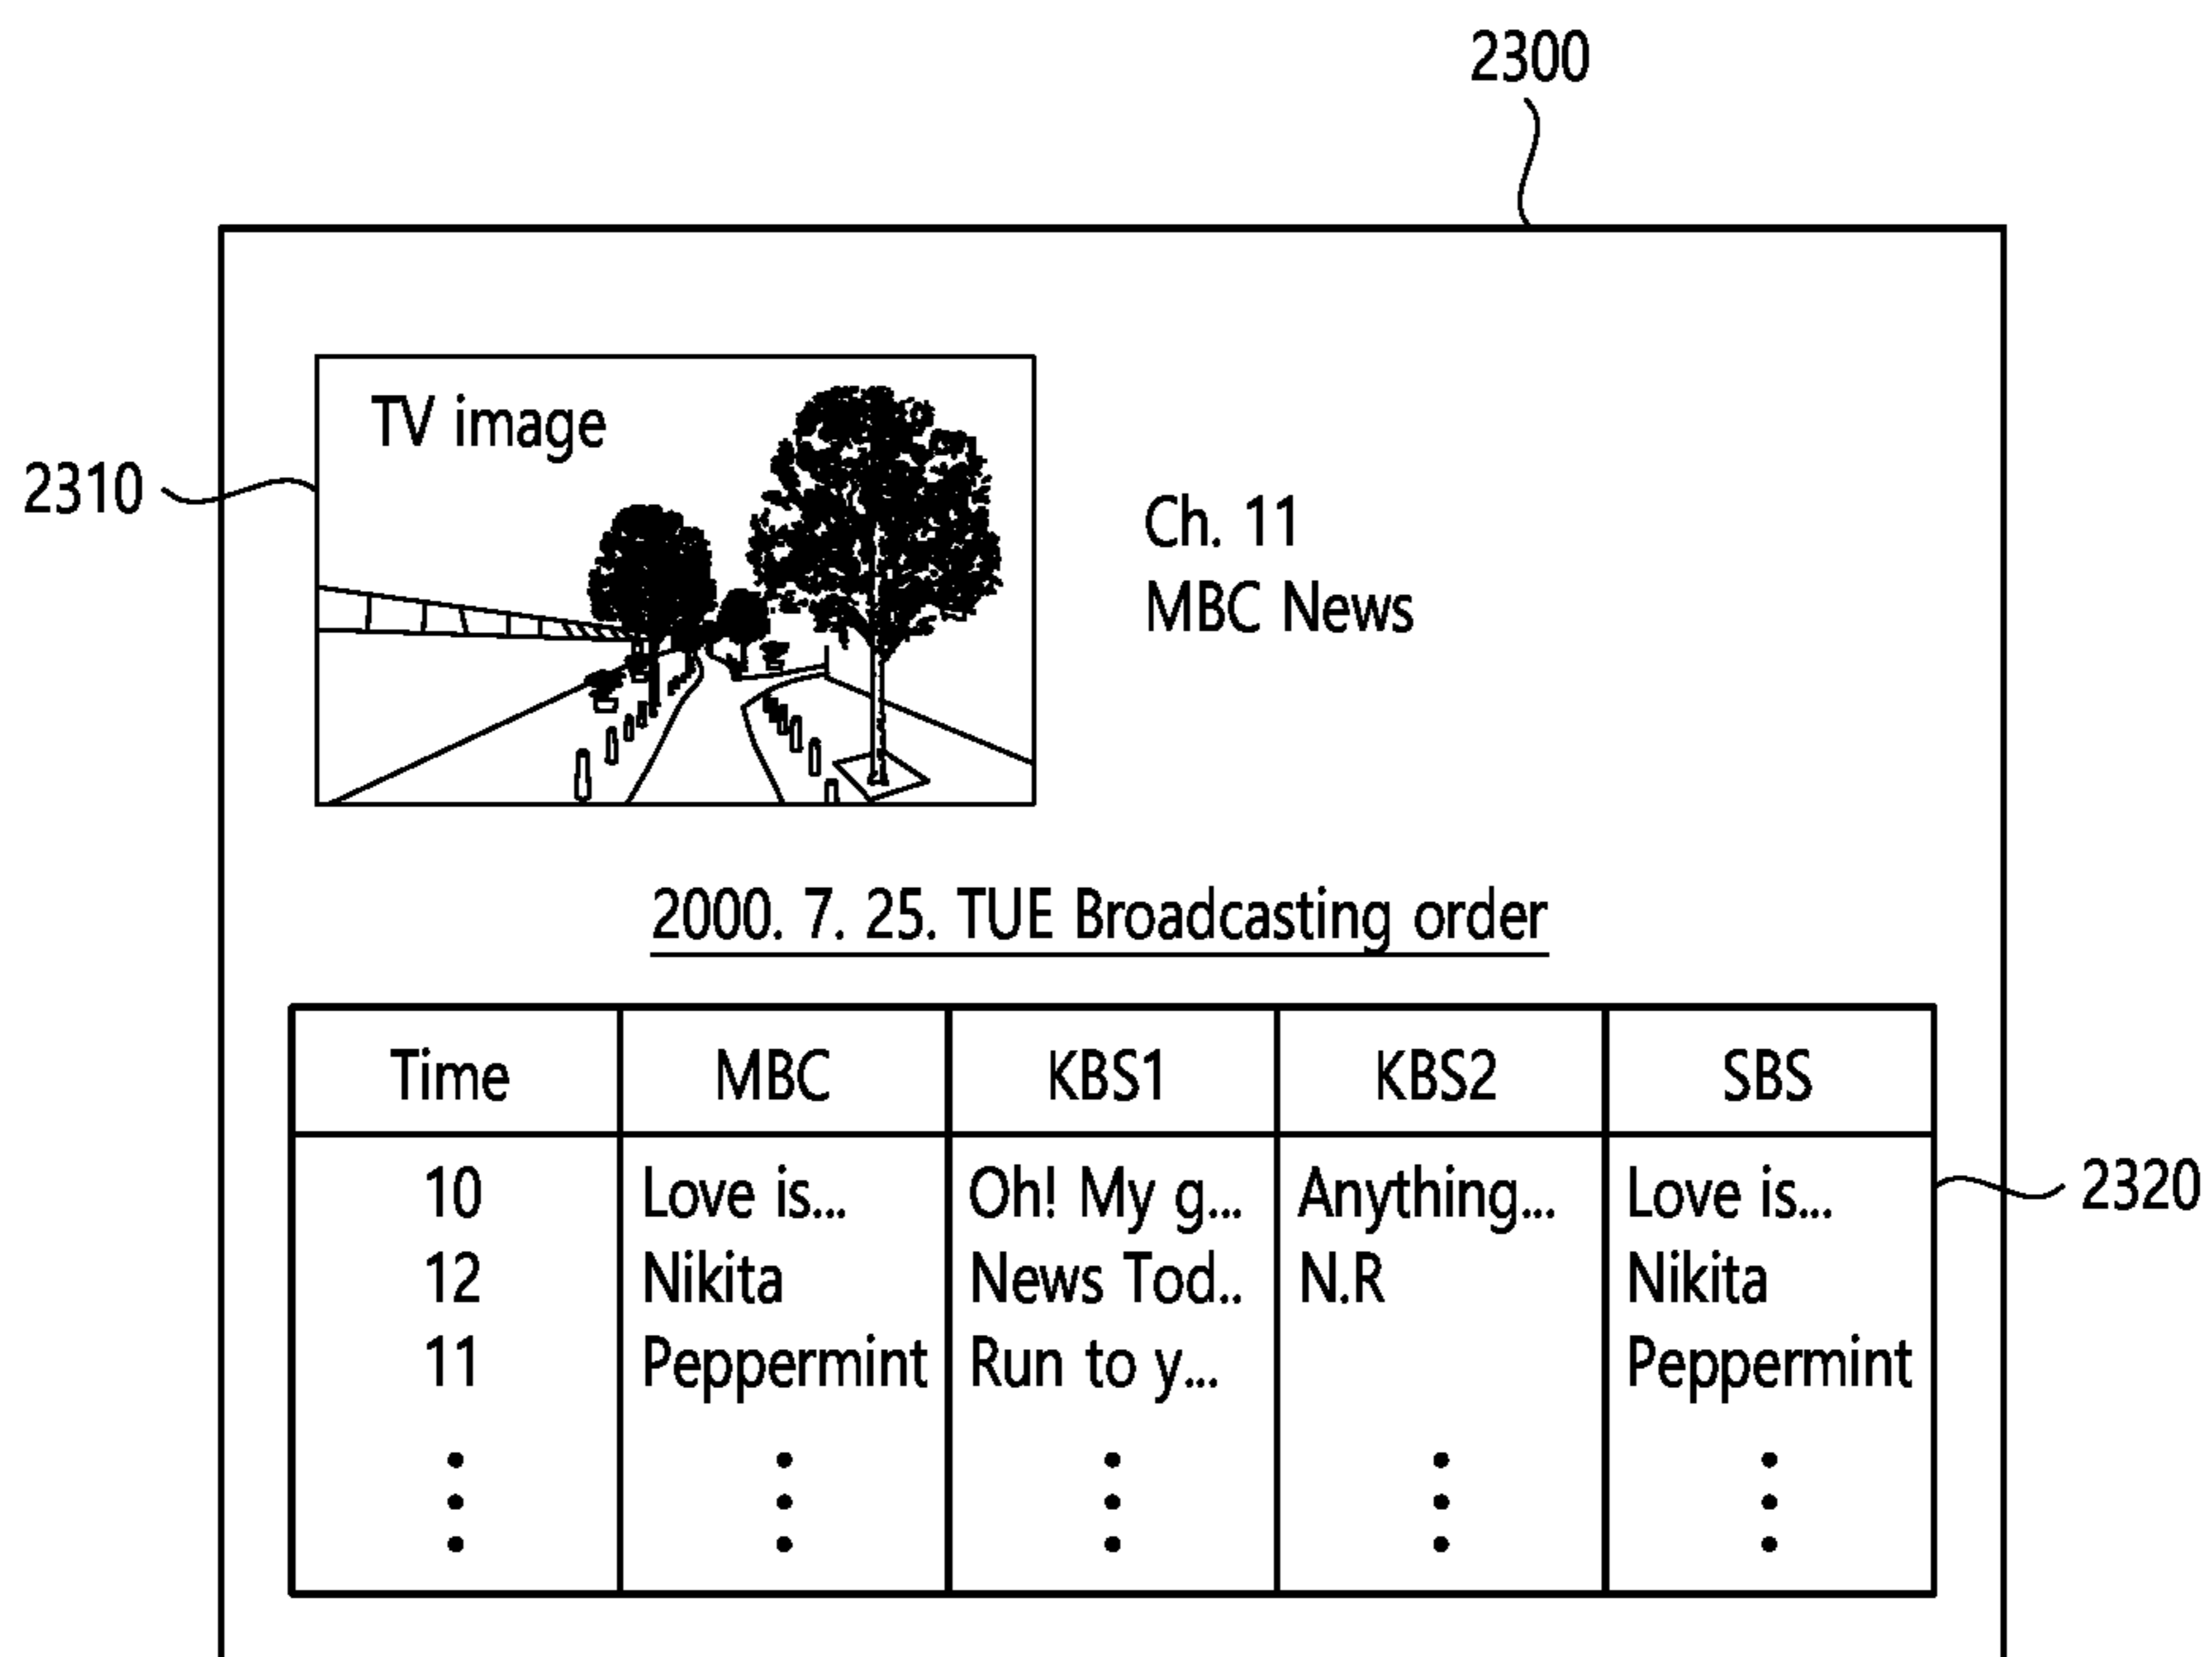 2300
TV image
2310
Ch. 11
MBC News
2000. 7. 25. TUE Broadcasting order
Time MBC KBS1 KBS2 SBS
10 Love is... Oh! My g... Anything... Love is...
2320
12 Nikita News Tod.. N.R Nikita
11 Peppermint Run to y... Peppermint